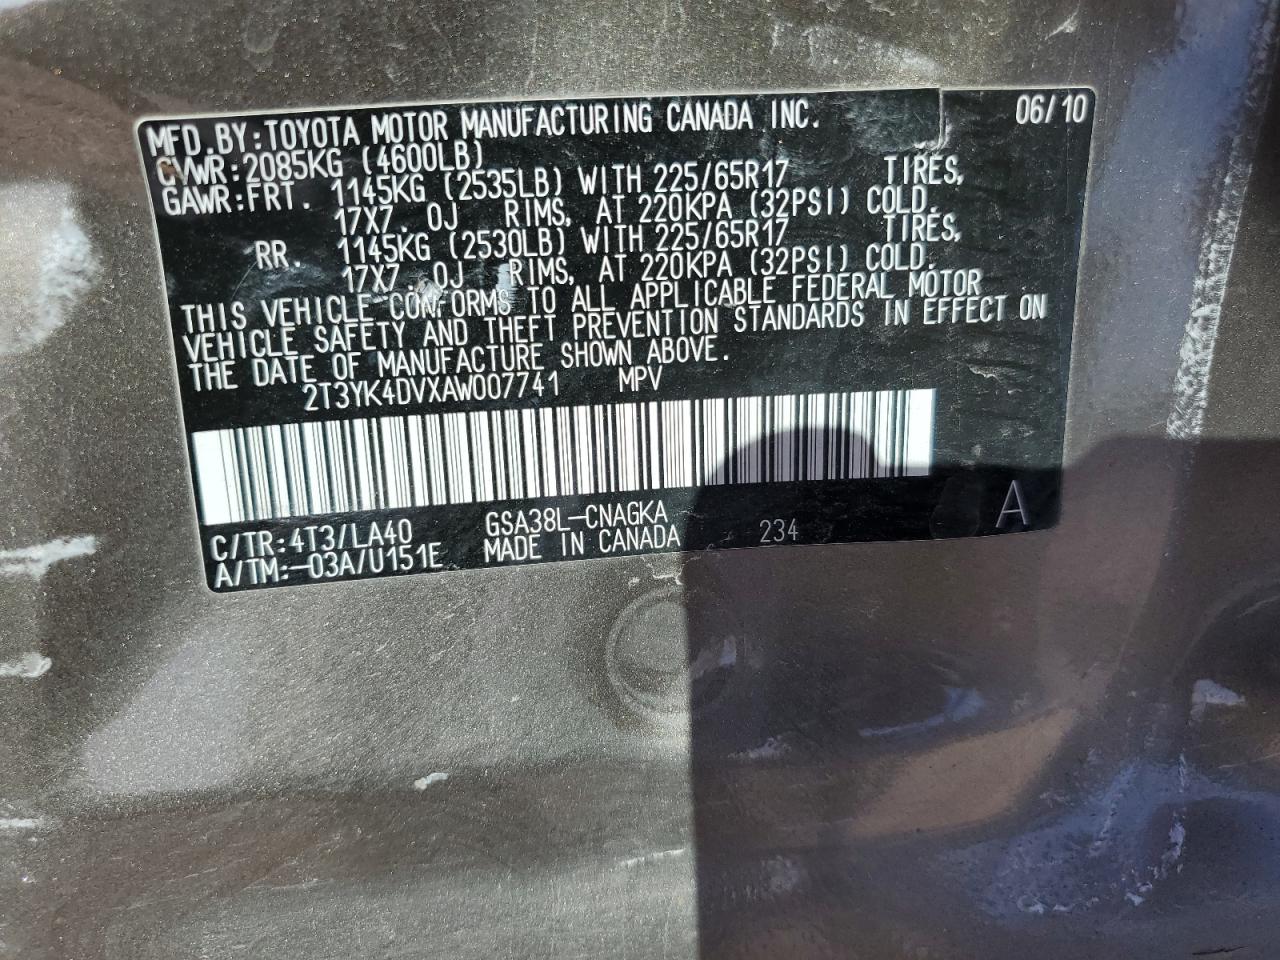 MFD.BY:TOYOTA MOTOR MANUFACTURING CANADA INC. 06/10
GVWR:2085KG (4600LB)
GAWR:FRT. 1145KG (2535LB) WITH 225/65R17 TIRES,
17X7.0J RIMS, AT 220KPA (32PSI) COLD.
RR. 1145KG (2530LB) WITH 225/65R17 TIRES,
17X7.0J RIMS, AT 220KPA (32PSI) COLD.
THIS VEHICLE CONFORMS TO ALL APPLICABLE FEDERAL MOTOR
VEHICLE SAFETY AND THEFT PREVENTION STANDARDS IN EFFECT ON
THE DATE OF MANUFACTURE SHOWN ABOVE.
2T3YK4DVXAW007741 MPV
C/TR:4T3/LA40 GSA38L-CNAGKA
A/TM:-03A/U151E MADE IN CANADA 234 A